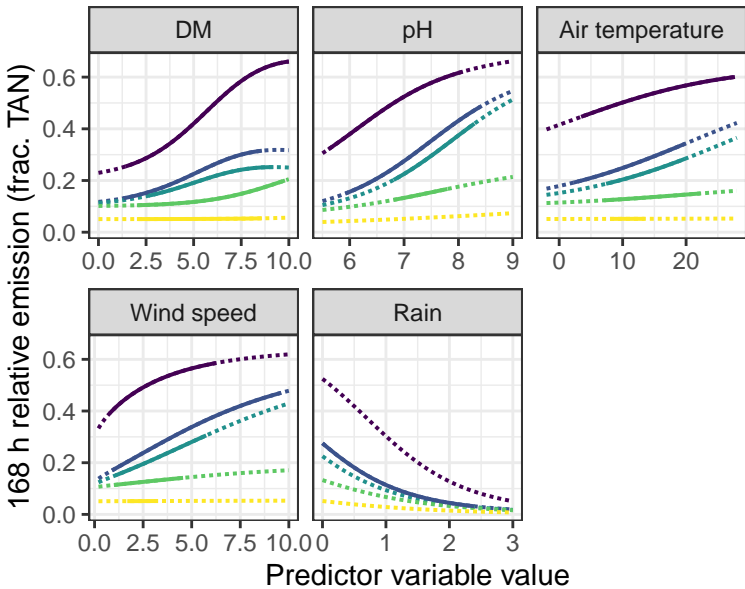 DM
pH
Air temperature
0.6
0.4
0.2
0.0
0.0 2.5 5.0 7.5 10.0
6 7 8 9
0 10 20
Wind speed
Rain
0.6
0.4
0.2
0.0
0.0 2.5 5.0 7.5 10.0
0 1 2 3
168 h relative emission (frac. TAN)
Predictor variable value